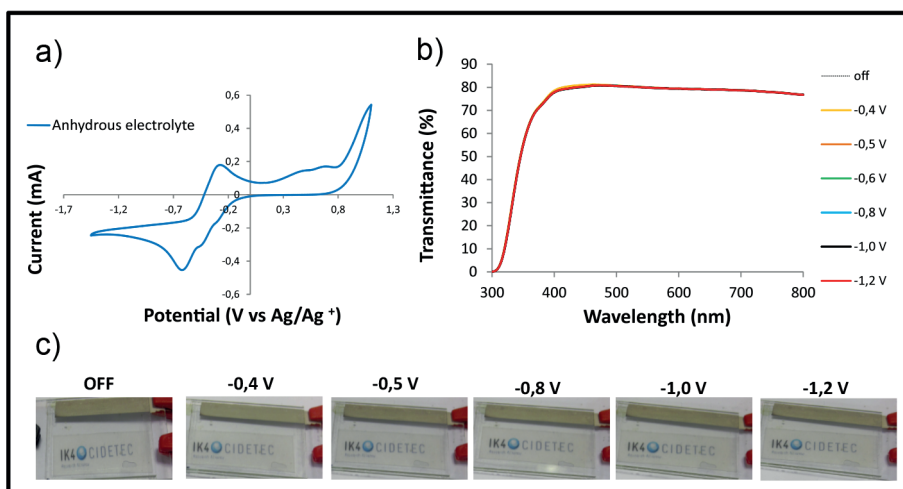 a)
Anhydrous electrolyte
Current (mA)
0,6
0,4
0,2
0
-0,2
-0,4
-0,6
-1,7 -1,2 -0,7 -0,2 0,3 0,8 1,3
Potential (V vs Ag/Ag +)
b)
Transmittance (%)
90
80
70
60
50
40
30
20
10
0
300 400 500 600 700 800
Wavelength (nm)
off
-0,4 V
-0,5 V
-0,6 V
-0,8 V
-1,0 V
-1,2 V
c)
OFF -0,4 V -0,5 V -0,8 V -1,0 V -1,2 V
IK4 CIDETEC IK4 CIDETEC IK4 CIDETEC IK4 CIDETEC IK4 CIDETEC IK4 CIDETEC